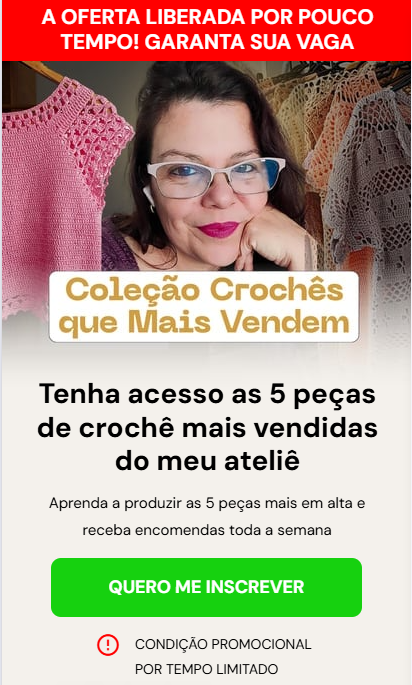 A OFERTA LIBERADA POR POUCO
TEMPO! GARANTA SUA VAGA
Coleção Crochês
que Mais Vendem
Tenha acesso as 5 peças
de crochê mais vendidas
do meu ateliê
Aprenda a produzir as 5 peças mais em alta e
receba encomendas toda a semana
QUERO ME INSCREVER
CONDIÇÃO PROMOCIONAL
POR TEMPO LIMITADO